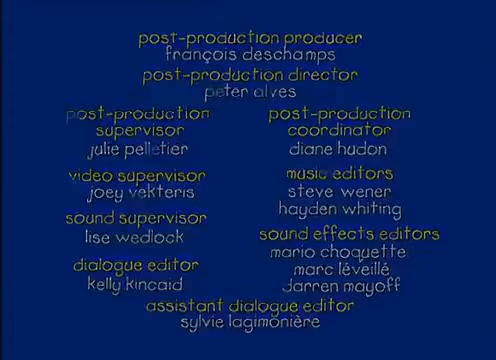 post-production producer
françois deschamps
post-production director
peter alves
post-production
supervisor
julie pelletier
video supervisor
joey vekteris
sound supervisor
lise wedlock
dialogue editor
kelly kincaid
post-production
coordinator
diane hudon
music editors
steve wener
hayden whiting
sound effects editors
mario choquette
marc léveillé
darren mayoff
assistant dialogue editor
sylvie lagimonière